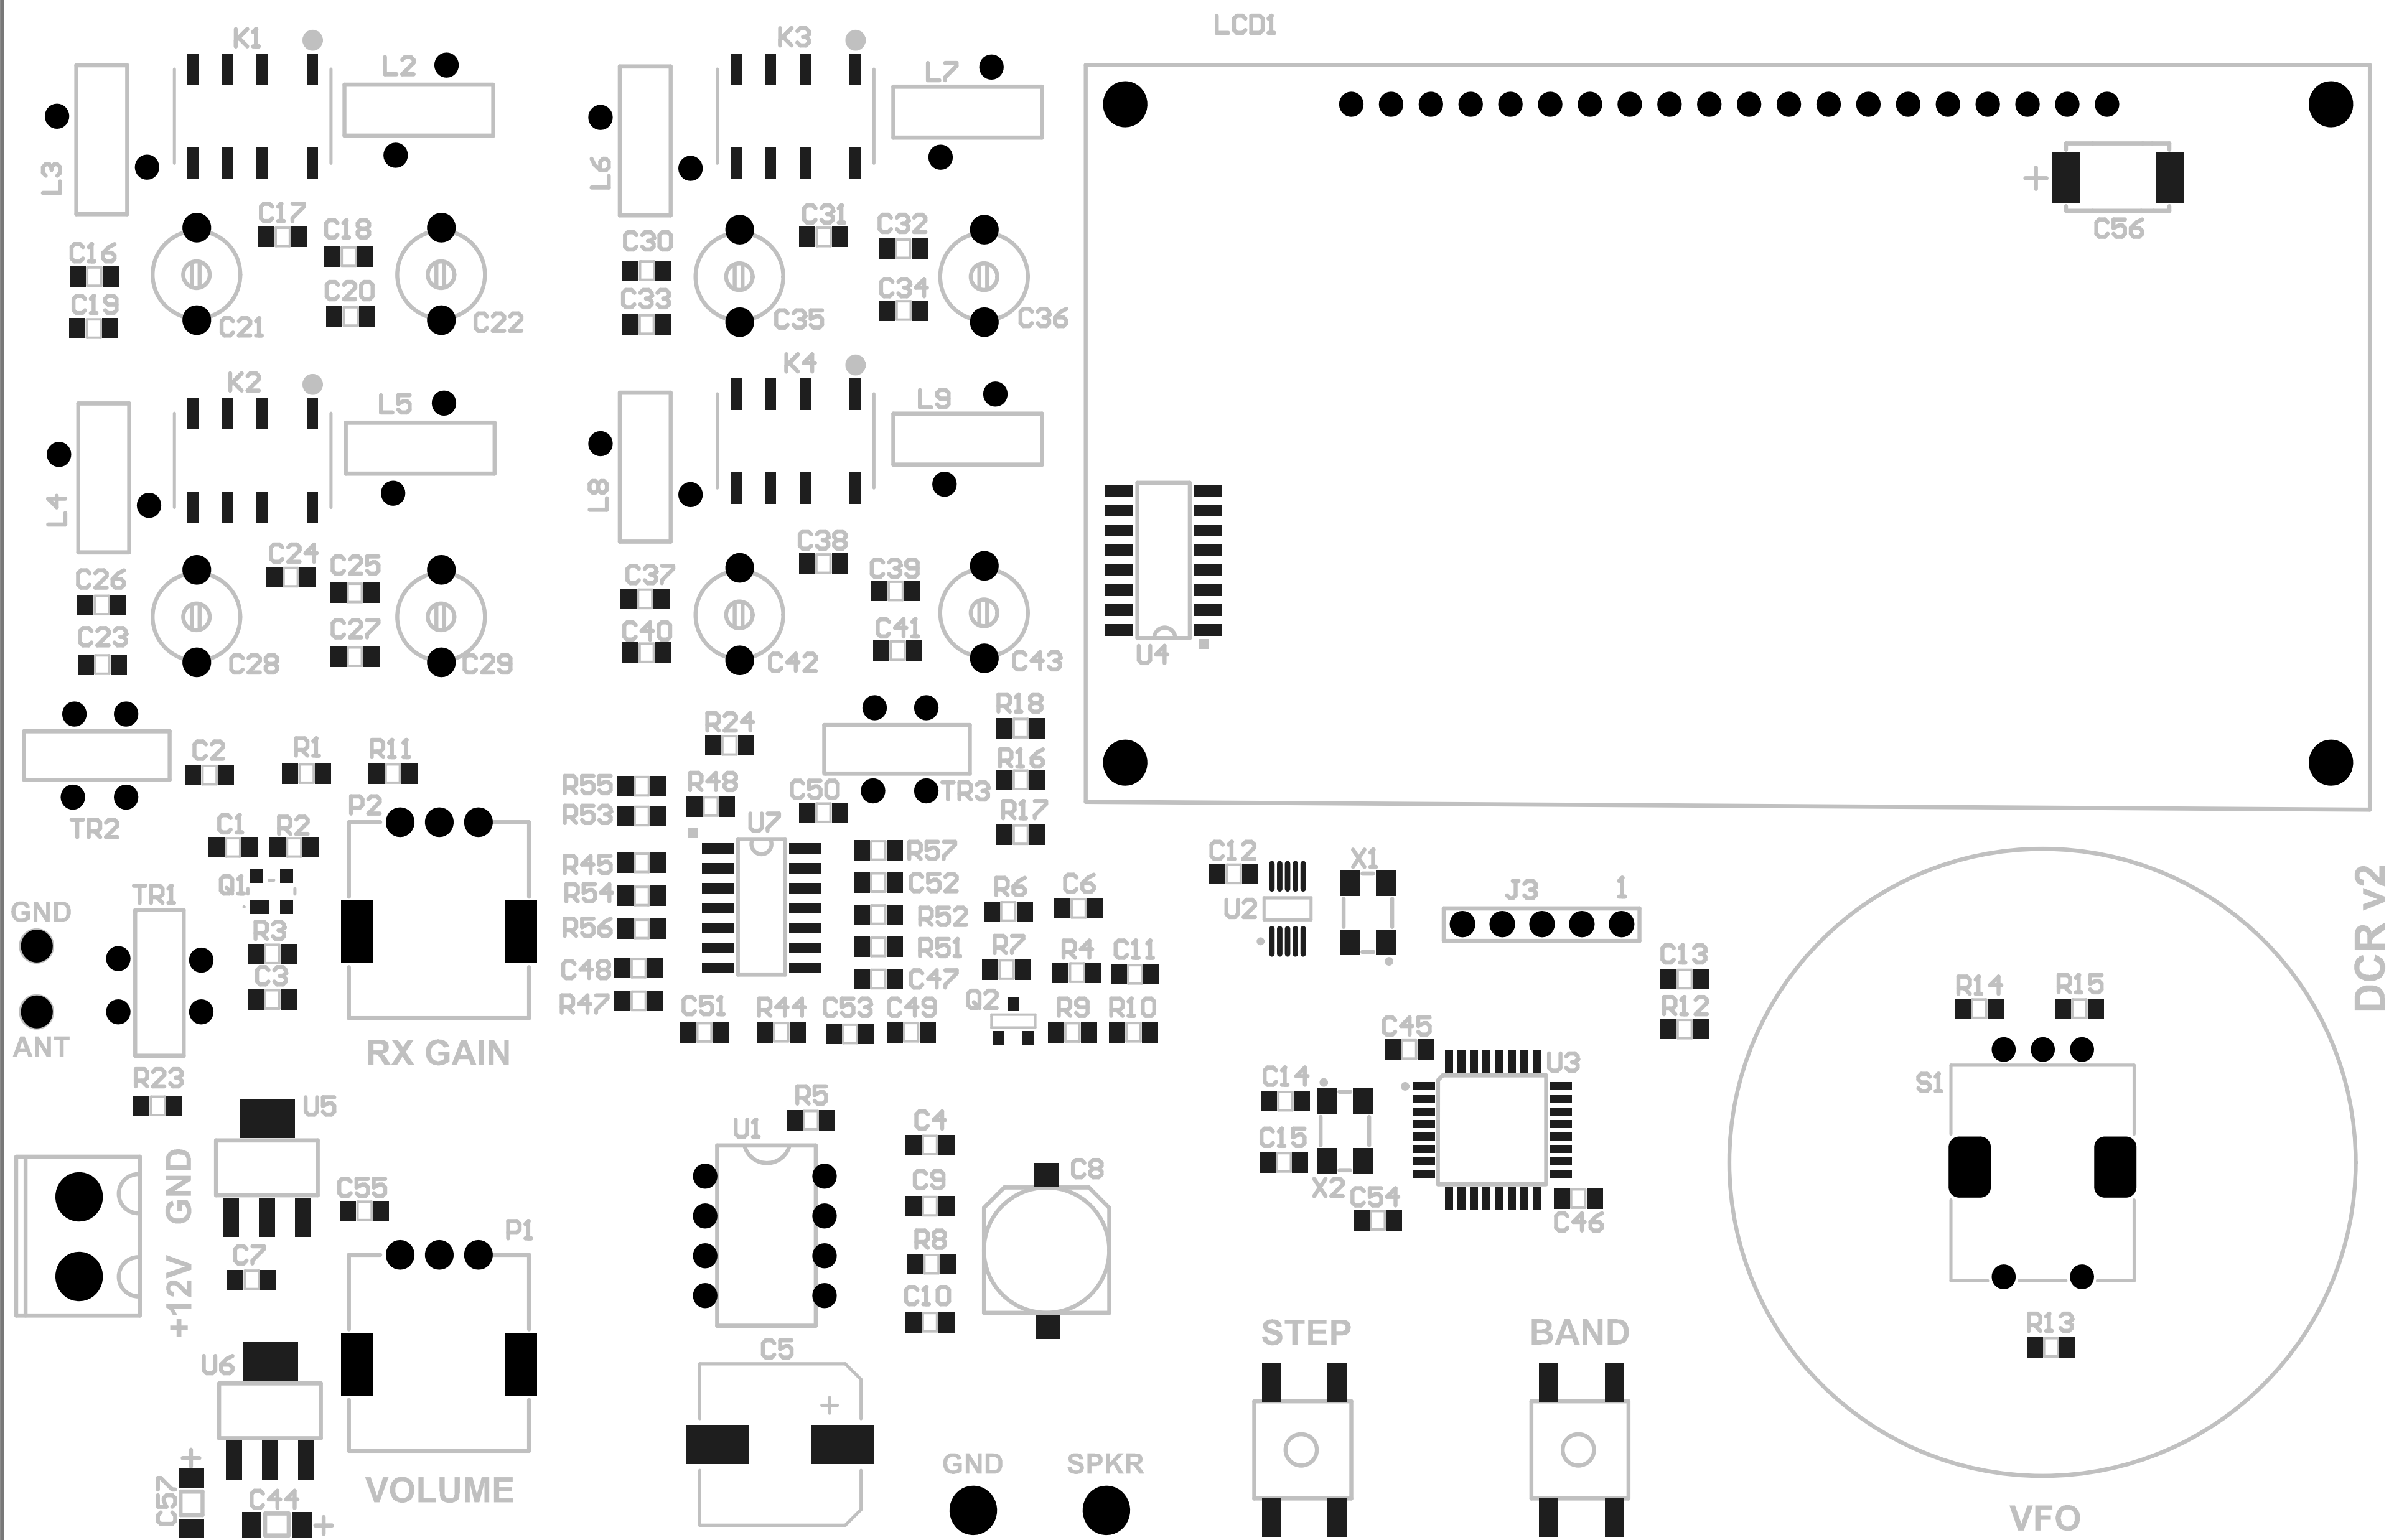 LCD1
K1
K3
L2
L7
L3
L6
C17
C18
C31
C32
C56
C16
C30
C19
C20
C33
C34
C21
C22
C35
C36
K2
K4
L5
L9
L4
L8
C24
C25
C38
C39
C26
C37
C23
C27
C40
C41
C28
C29
C42
C43
U4
R18
R24
C2
R1
R11
R16
R55
R48
C50
TR3
P2
R53
R17
TR2
C1
R2
U7
R45
R57
C12
X1
Q1
TR1
R54
C52
R6
C6
U2
J3
1
DCR v2
GND
R3
R56
R52
R7
R4
C11
C13
C3
C48
R51
C47
R14
R15
R47
C51
R44
C53
C49
Q2
R9
R10
R12
ANT
RX GAIN
C45
R23
U5
R5
C14
U3
S1
U1
C4
C15
GND
C55
C9
C8
X2
C54
C46
P1
C7
R8
+12V
C10
STEP
BAND
R13
U6
C5
+
+
GND
SPKR
C57
C44
+
VOLUME
VFO
+